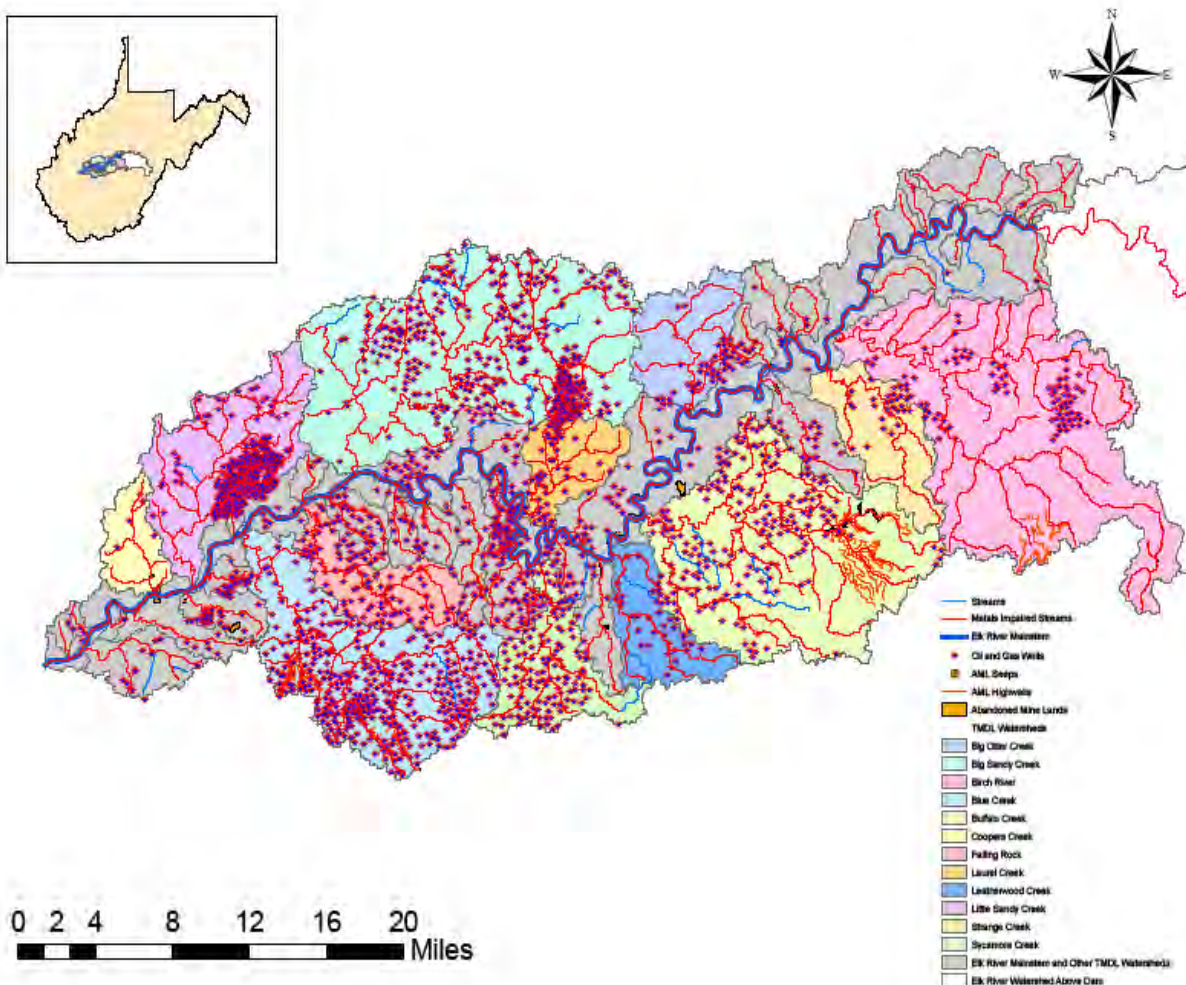 N
W
E
S
Streams
Metals Impaired Streams
Elk River Mainstem
Oil and Gas Wells
AML Seeps
AML Highwalls
Abandoned Mine Lands
TMDL Watersheds
Big Otter Creek
Big Sandy Creek
Birch River
Blue Creek
Buffalo Creek
Coopers Creek
Falling Rock
Laurel Creek
Leatherwood Creek
Little Sandy Creek
Strange Creek
Sycamore Creek
Elk River Mainstem and Other TMDL Watersheds
Elk River Watershed Above Dam
0 2 4 8 12 16 20
Miles